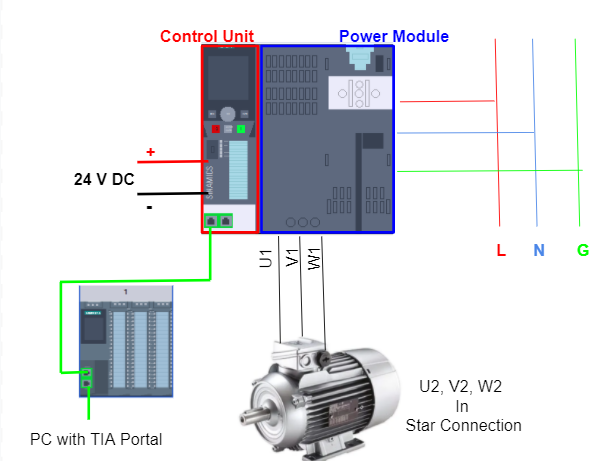 Control Unit
Power Module
+
24 V DC
-
SINAMICS
U1
V1
W1
L
N
G
1
SIEMENS
U2, V2, W2
In
Star Connection
PC with TIA Portal